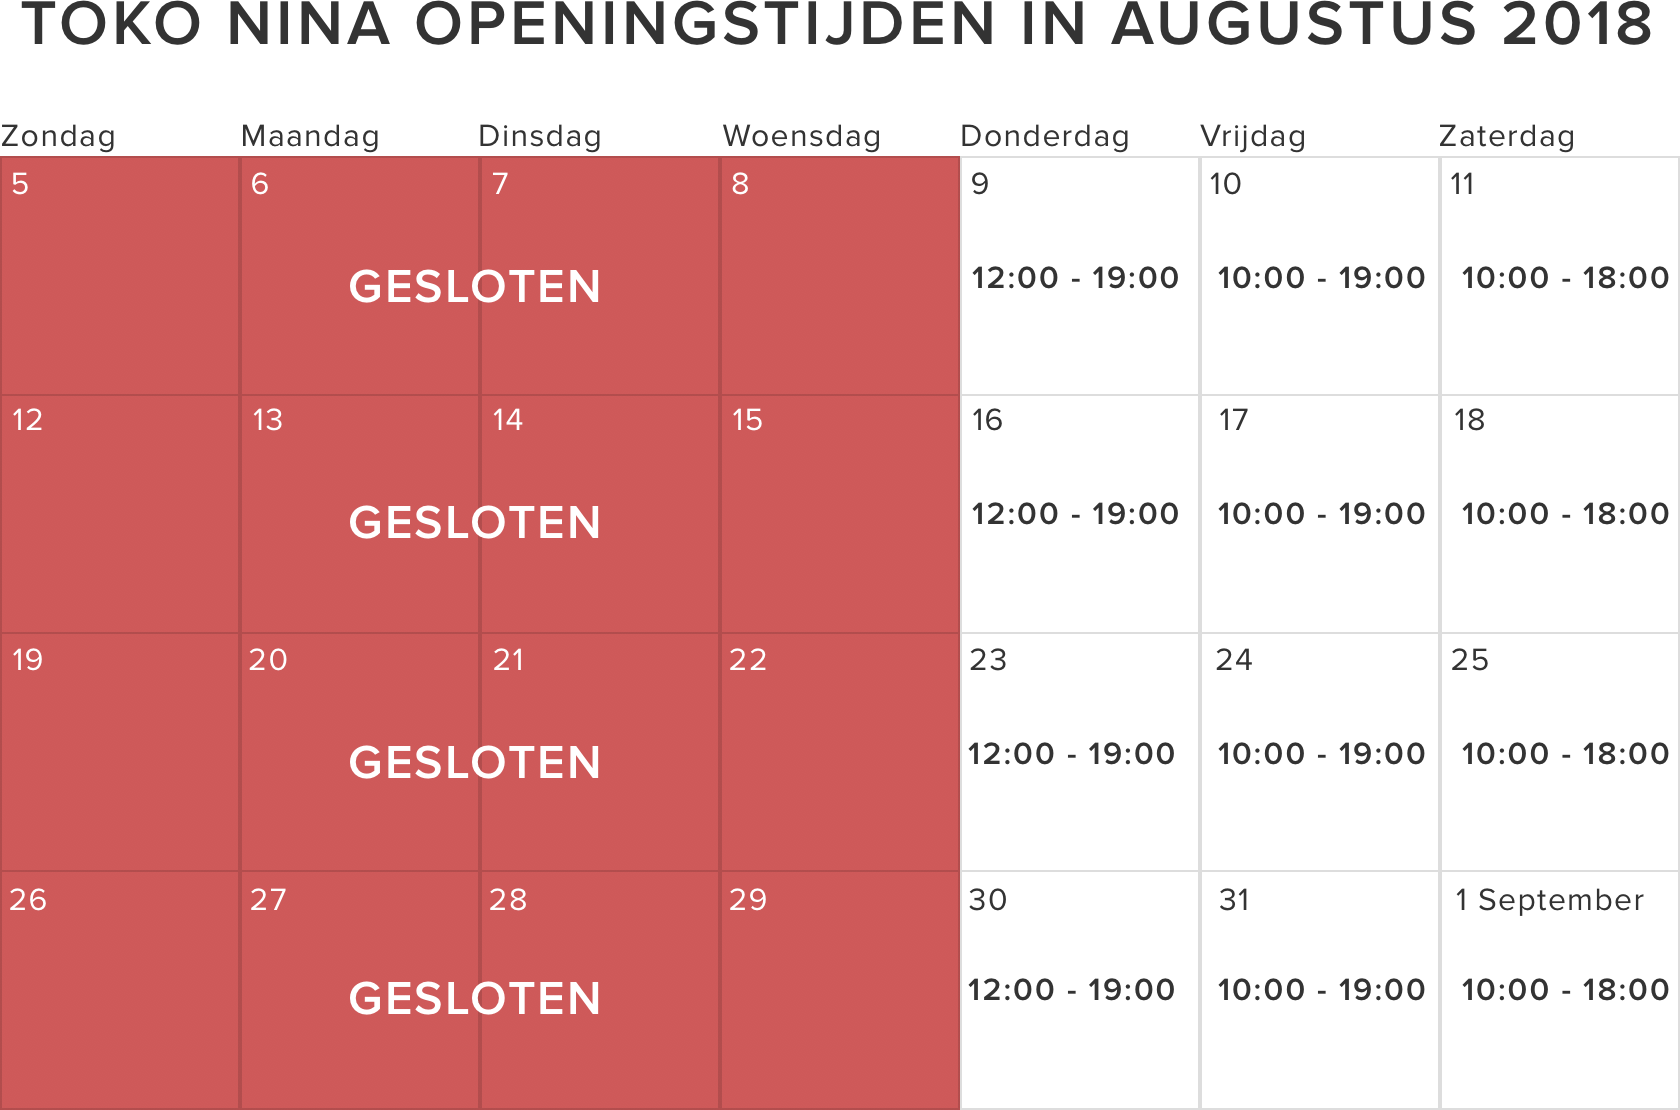 TOKO NINA OPENINGSTIJDEN IN AUGUSTUS 2018
Zondag Maandag Dinsdag Woensdag Donderdag Vrijdag Zaterdag
5 6 7 8 9 10 11
GESLOTEN 12:00 - 19:00 10:00 - 19:00 10:00 - 18:00
12 13 14 15 16 17 18
GESLOTEN 12:00 - 19:00 10:00 - 19:00 10:00 - 18:00
19 20 21 22 23 24 25
GESLOTEN 12:00 - 19:00 10:00 - 19:00 10:00 - 18:00
26 27 28 29 30 31 1 September
GESLOTEN 12:00 - 19:00 10:00 - 19:00 10:00 - 18:00